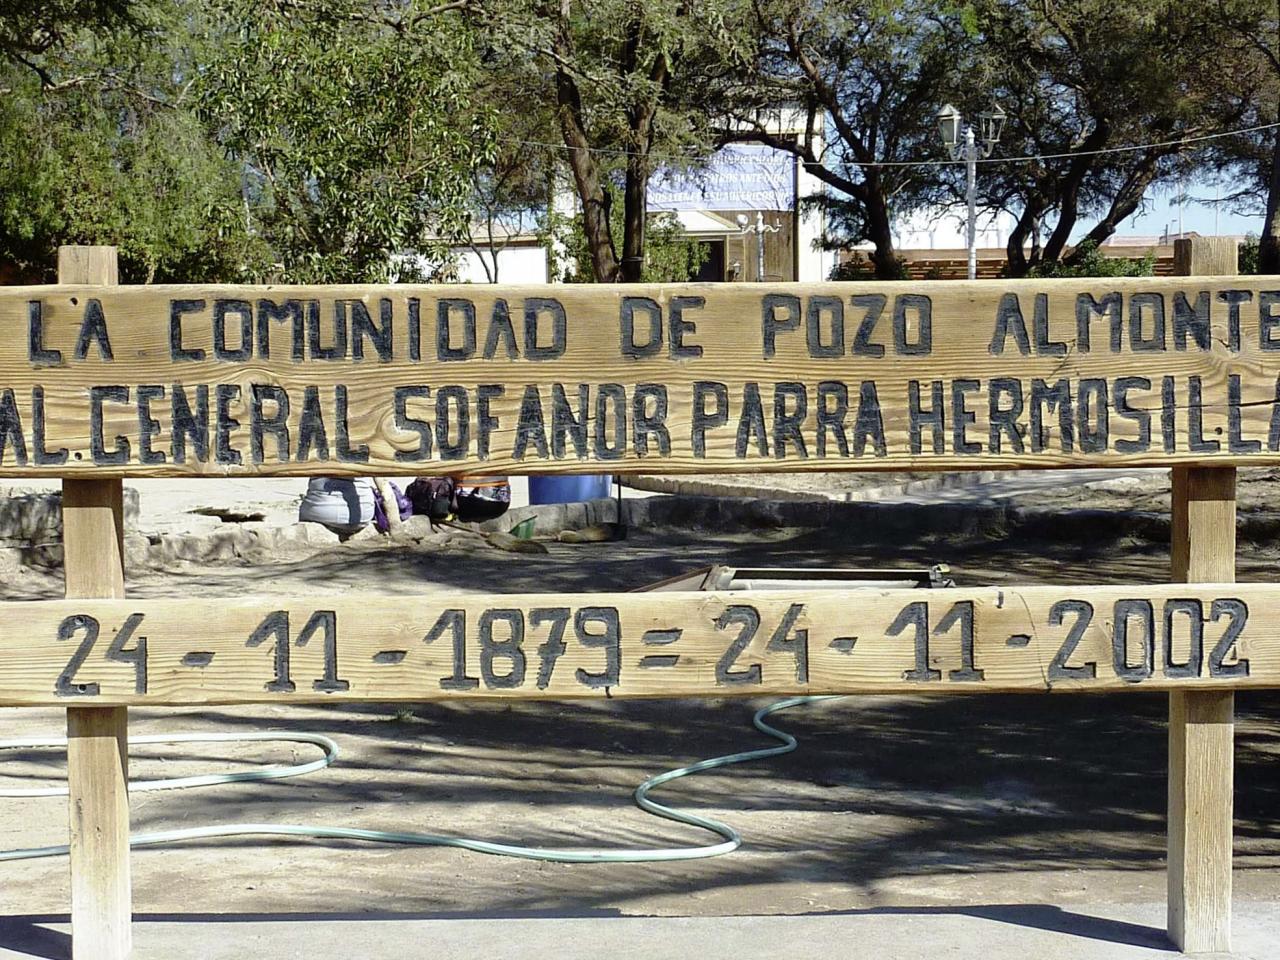 LA COMUNIDAD DE POZO ALMONTE
AL. GENERAL SOFANOR PARRA HERMOSILLA
24-11-1879=24-11-2002